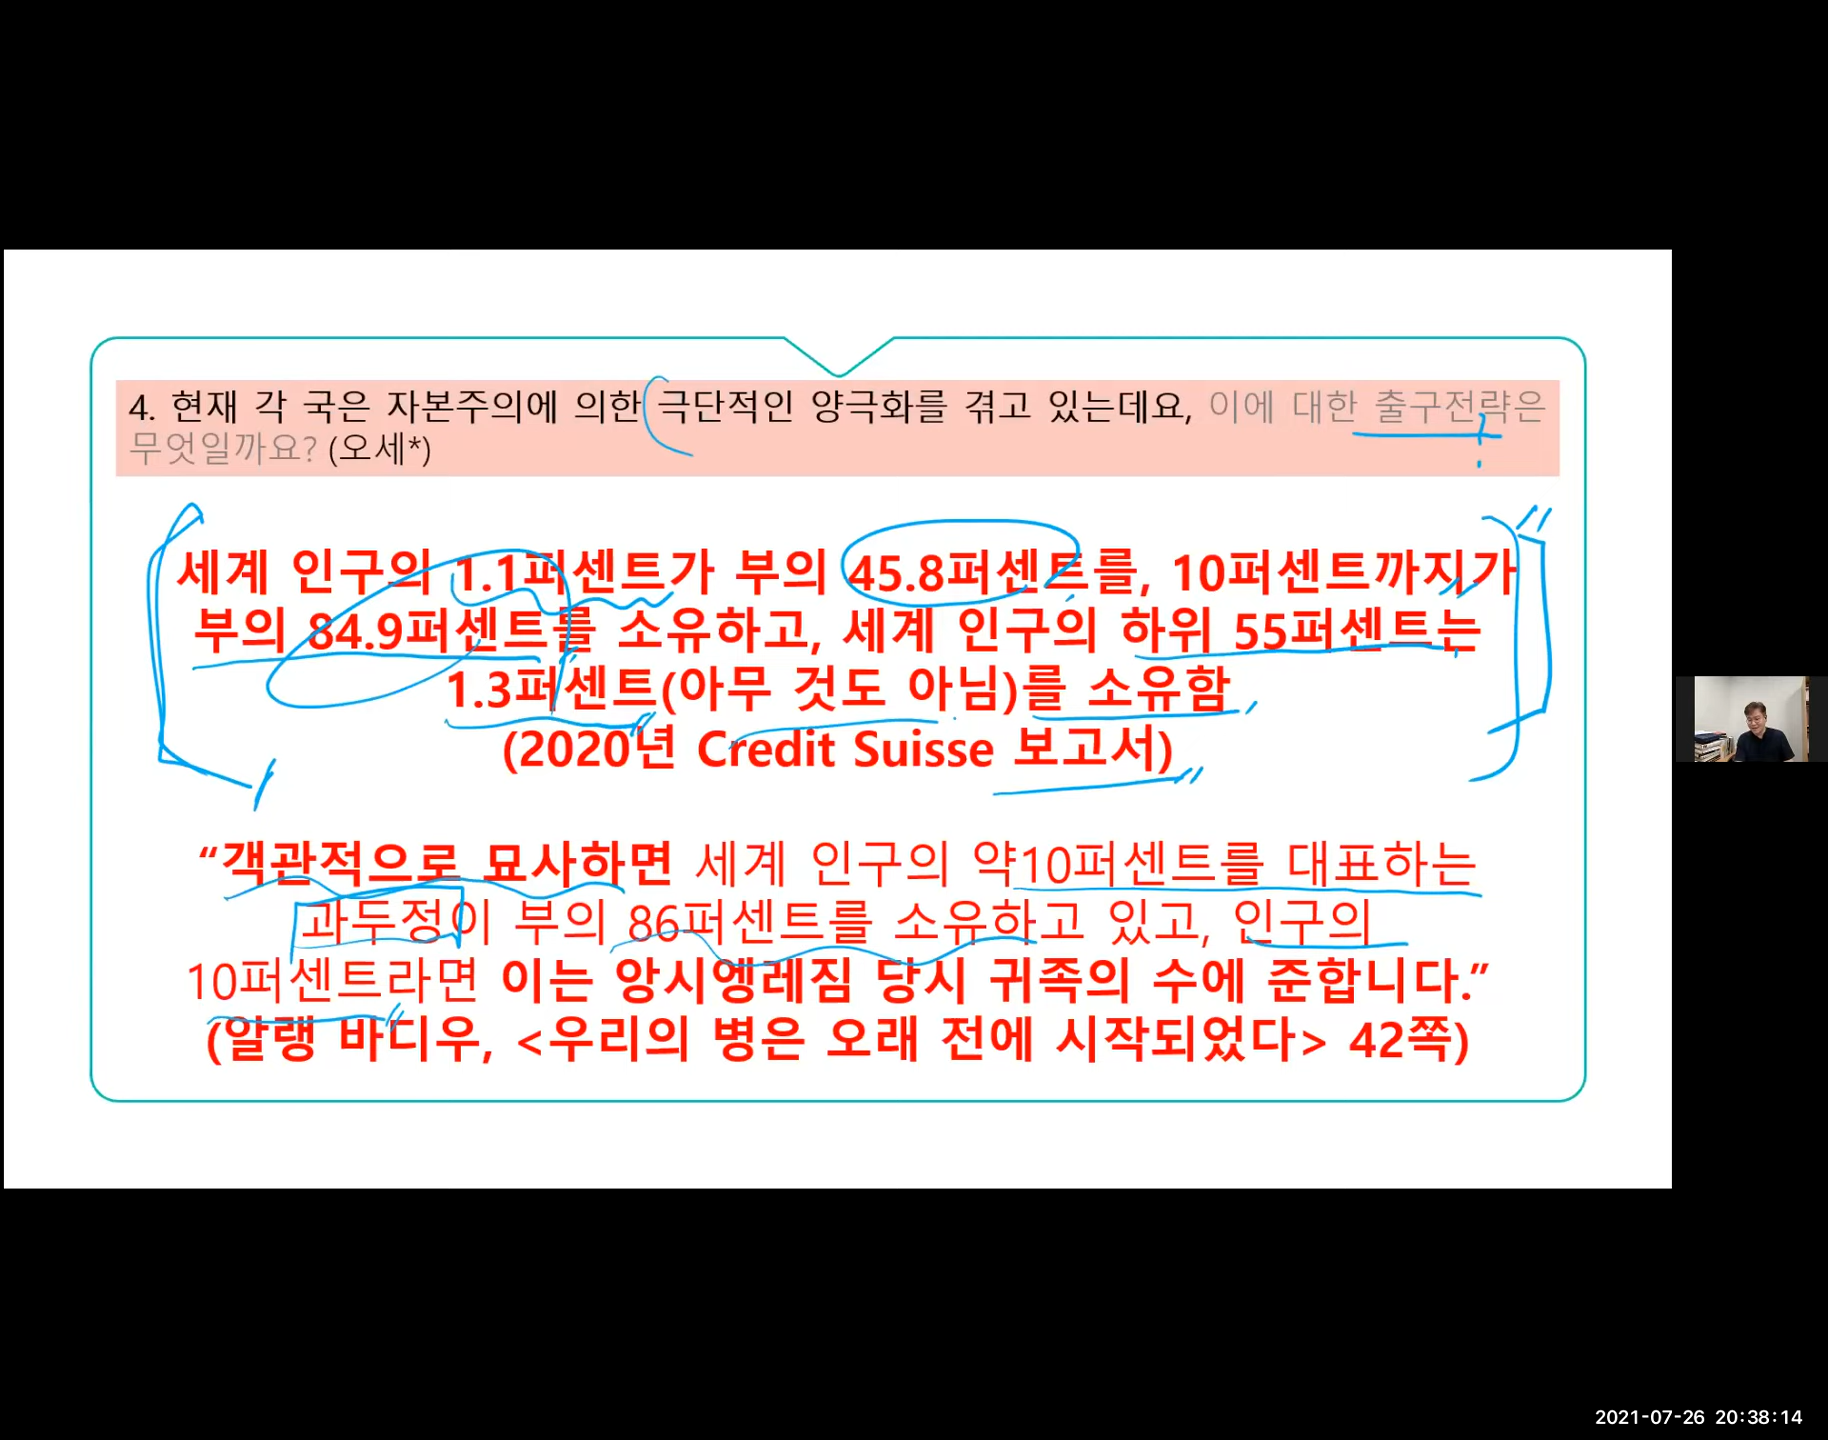 4. 현재 각 국은 자본주의에 의한 극단적인 양극화를 겪고 있는데요, 이에 대한 출구전략은
무엇일까요? (오세*)
세계 인구의 1.1퍼센트가 부의 45.8퍼센트를, 10퍼센트까지가
부의 84.9퍼센트를 소유하고, 세계 인구의 하위 55퍼센트는
1.3퍼센트(아무 것도 아님)를 소유함
(2020년 Credit Suisse 보고서)
“객관적으로 묘사하면 세계 인구의 약10퍼센트를 대표하는
과두정이 부의 86퍼센트를 소유하고 있고, 인구의
10퍼센트라면 이는 앙시엥레짐 당시 귀족의 수에 준합니다.”
(알랭 바디우, <우리의 병은 오래 전에 시작되었다> 42쪽)
2021-07-26 20:38:14